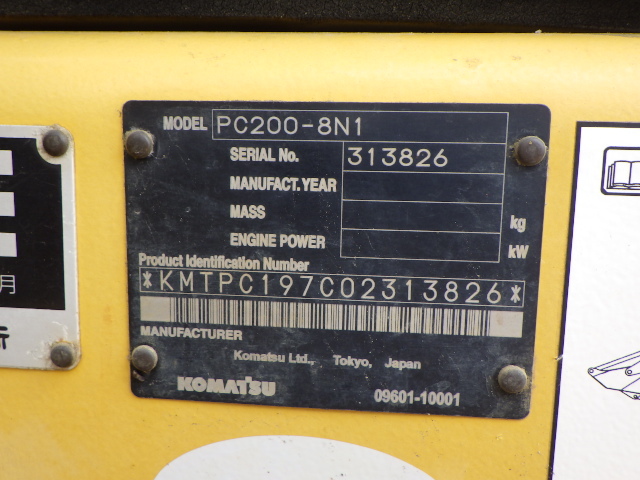 MODEL PC200-8N1
SERIAL No. 313826
MANUFACT. YEAR
MASS kg
ENGINE POWER kW
Product Identification Number
*KMTPC197C02313826*
MANUFACTURER
Komatsu Ltd., Tokyo, Japan
KOMATSU 09601-10001
月